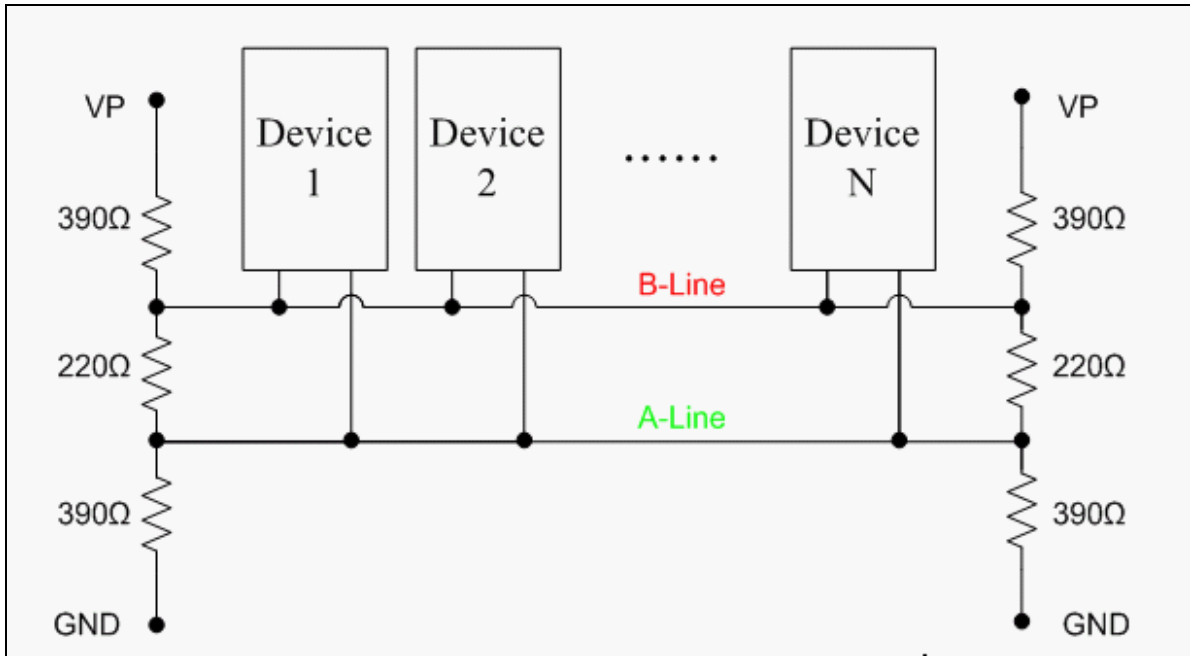 VP
Device
1
Device
2
......
Device
N
VP
390Ω
390Ω
B-Line
220Ω
220Ω
A-Line
390Ω
390Ω
GND
GND